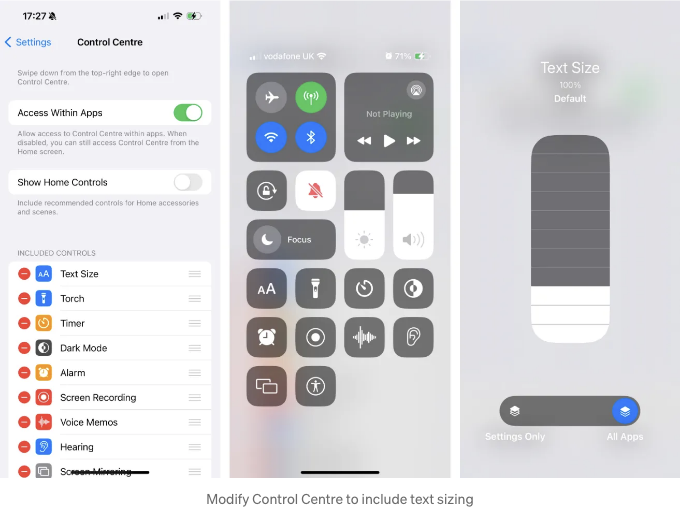 17:27
Settings
Control Centre
Swipe down from the top-right edge to open
Control Centre.
Access Within Apps
Allow access to Control Centre within apps. When
disabled, you can still access Control Centre from the
Home screen.
Show Home Controls
Include recommended controls for Home accessories
and scenes.
INCLUDED CONTROLS
AA Text Size
Torch
Timer
Dark Mode
Alarm
Screen Recording
Voice Memos
Hearing
Screen Mirroring
vodafone UK
71%
Not Playing
Focus
AA
Text Size
100%
Default
Settings Only
All Apps
Modify Control Centre to include text sizing